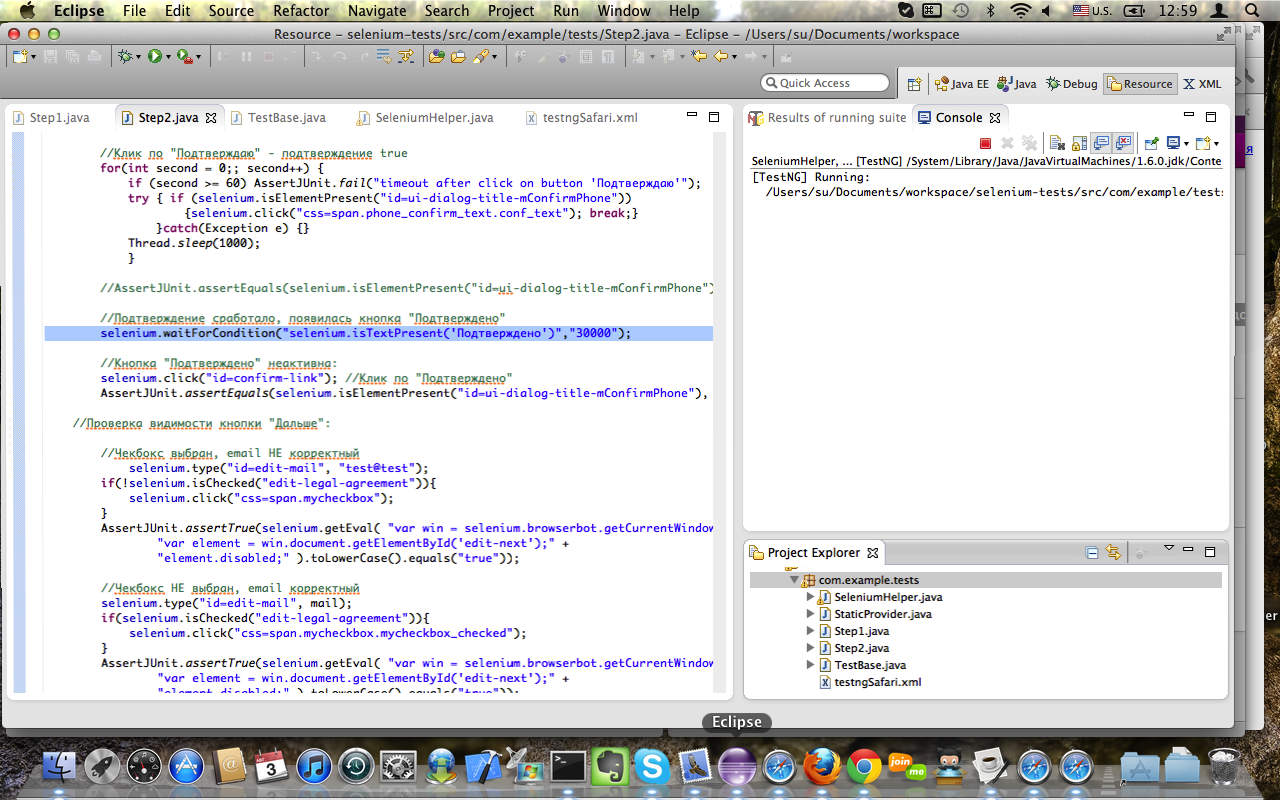 Eclipse File Edit Source Refactor Navigate Search Project Run Window Help U.S. 12:59
Resource - selenium-tests/src/com/example/tests/Step2.java - Eclipse - /Users/su/Documents/workspace
Quick Access Java EE Java Debug Resource XML
Step1.java Step2.java TestBase.java SeleniumHelper.java testngSafari.xml
//Клик по "Подтверждаю" - подтверждение true
for(int second = 0;; second++) {
if (second >= 60) AssertJUnit.fail("timeout after click on button 'Подтверждаю'");
try { if (selenium.isElementPresent("id=ui-dialog-title-mConfirmPhone"))
{selenium.click("css=span.phone_confirm_text.conf_text"); break;}
}catch(Exception e) {}
Thread.sleep(1000);
}
//AssertJUnit.assertEquals(selenium.isElementPresent("id=ui-dialog-title-mConfirmPhone")
//Подтверждение сработало, появилась кнопка "Подтверждено"
selenium.waitForCondition("selenium.isTextPresent('Подтверждено')","30000");
//Кнопка "Подтверждено" неактивна:
selenium.click("id=confirm-link"); //Клик по "Подтверждено"
AssertJUnit.assertEquals(selenium.isElementPresent("id=ui-dialog-title-mConfirmPhone"),
//Проверка видимости кнопки "Дальше":
//Чекбокс выбран, email НЕ корректный
selenium.type("id=edit-mail", "test@test");
if(!selenium.isChecked("edit-legal-agreement")){
selenium.click("css=span.mycheckbox");
}
AssertJUnit.assertTrue(selenium.getEval( "var win = selenium.browserbot.getCurrentWindow
"var element = win.document.getElementById('edit-next');" +
"element.disabled;" ).toLowerCase().equals("true"));
//Чекбокс НЕ выбран, email корректный
selenium.type("id=edit-mail", mail);
if(selenium.isChecked("edit-legal-agreement")){
selenium.click("css=span.mycheckbox.mycheckbox_checked");
}
AssertJUnit.assertTrue(selenium.getEval( "var win = selenium.browserbot.getCurrentWindow
"var element = win.document.getElementById('edit-next');" +
"element.disabled;" ).toLowerCase().equals("true"));
Results of running suite Console
SeleniumHelper, ... [TestNG] /System/Library/Java/JavaVirtualMachines/1.6.0.jdk/Conte
[TestNG] Running:
/Users/su/Documents/workspace/selenium-tests/src/com/example/tests
Project Explorer
com.example.tests
SeleniumHelper.java
StaticProvider.java
Step1.java
Step2.java
TestBase.java
testngSafari.xml
er
Eclipse
3
join
me